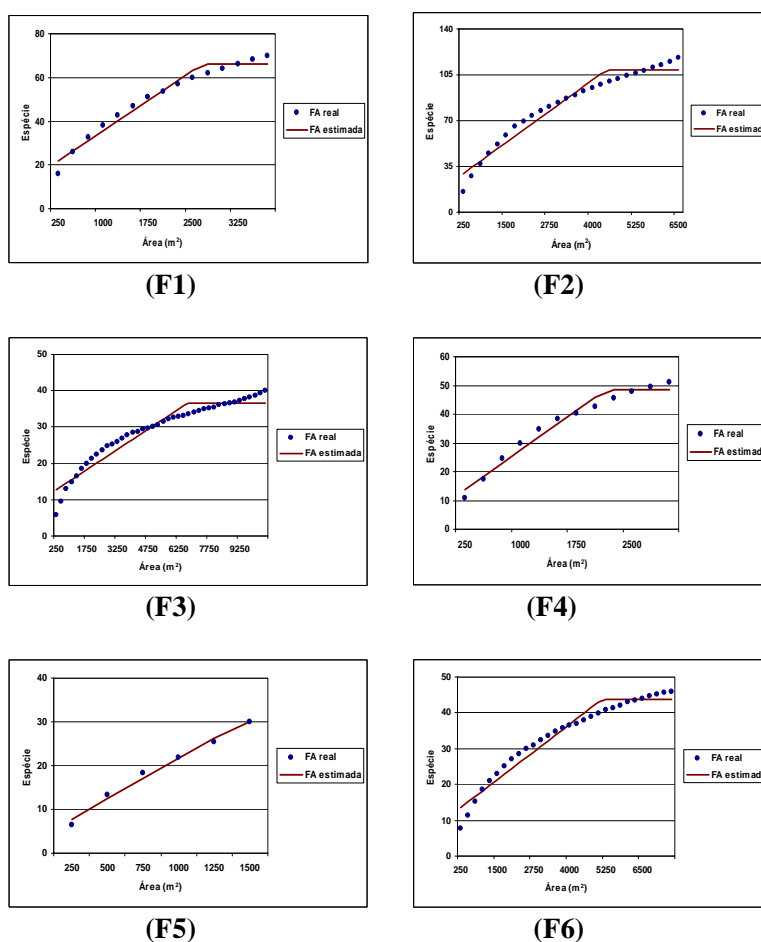 80
60
40
20
0
Espécie
250 1000 1750 2500 3250
Área (m²)
FA real
FA estimada
(F1)
140
105
70
35
0
Espécie
250 1500 2750 4000 5250 6500
Área (m²)
FA real
FA estimada
(F2)
50
40
30
20
10
0
Espécie
250 1750 3250 4750 6250 7750 9250
Área (m²)
FA real
FA estimada
(F3)
60
50
40
30
20
10
0
Espécie
250 1000 1750 2500
Área (m²)
FA real
FA estimada
(F4)
40
30
20
10
0
Espécie
250 500 750 1000 1250 1500
Área (m²)
FA real
FA estimada
(F5)
50
40
30
20
10
0
Espécie
250 1500 2750 4000 5250 6500
Área (m²)
FA real
FA estimada
(F6)